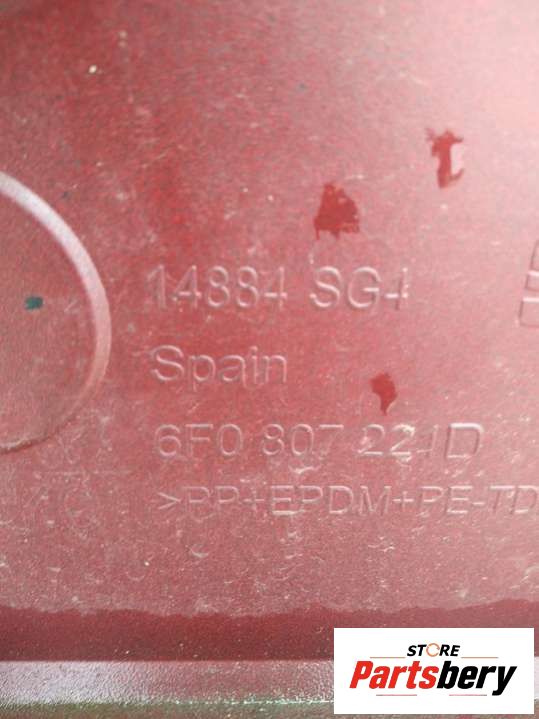 14884 SG4
Spain
6F0 807 221D
>PP+EPDM+PE-TD
STORE
Partsbery